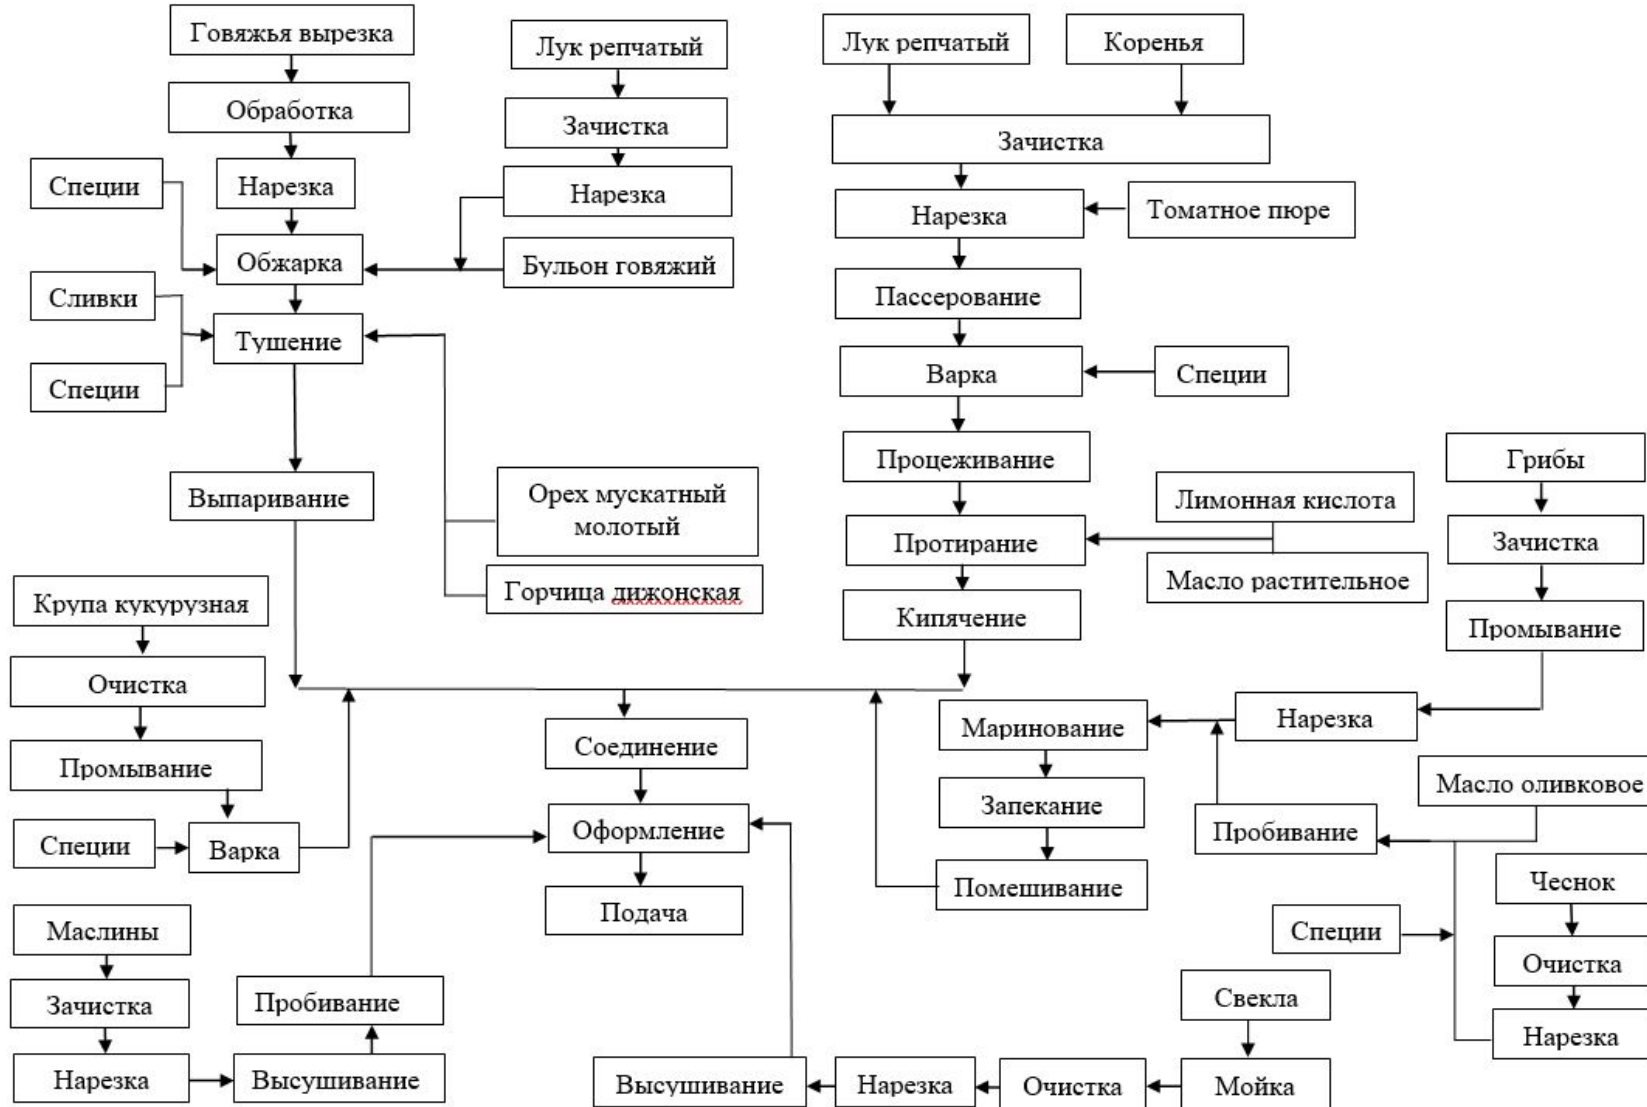 Говяжья вырезка
Обработка
Нарезка
Специи
Обжарка
Сливки
Тушение
Специи
Выпаривание
Лук репчатый
Зачистка
Нарезка
Бульон говяжий
Орех мускатный
молотый
Горчица дижонская
Лук репчатый
Коренья
Зачистка
Нарезка
Томатное пюре
Пассерование
Варка
Специи
Процеживание
Лимонная кислота
Протирание
Масло растительное
Кипячение
Грибы
Зачистка
Промывание
Нарезка
Маринование
Запекание
Помешивание
Масло оливковое
Пробивание
Чеснок
Специи
Очистка
Нарезка
Крупа кукурузная
Очистка
Промывание
Специи
Варка
Соединение
Оформление
Подача
Маслины
Зачистка
Нарезка
Высушивание
Пробивание
Свекла
Мойка
Очистка
Нарезка
Высушивание